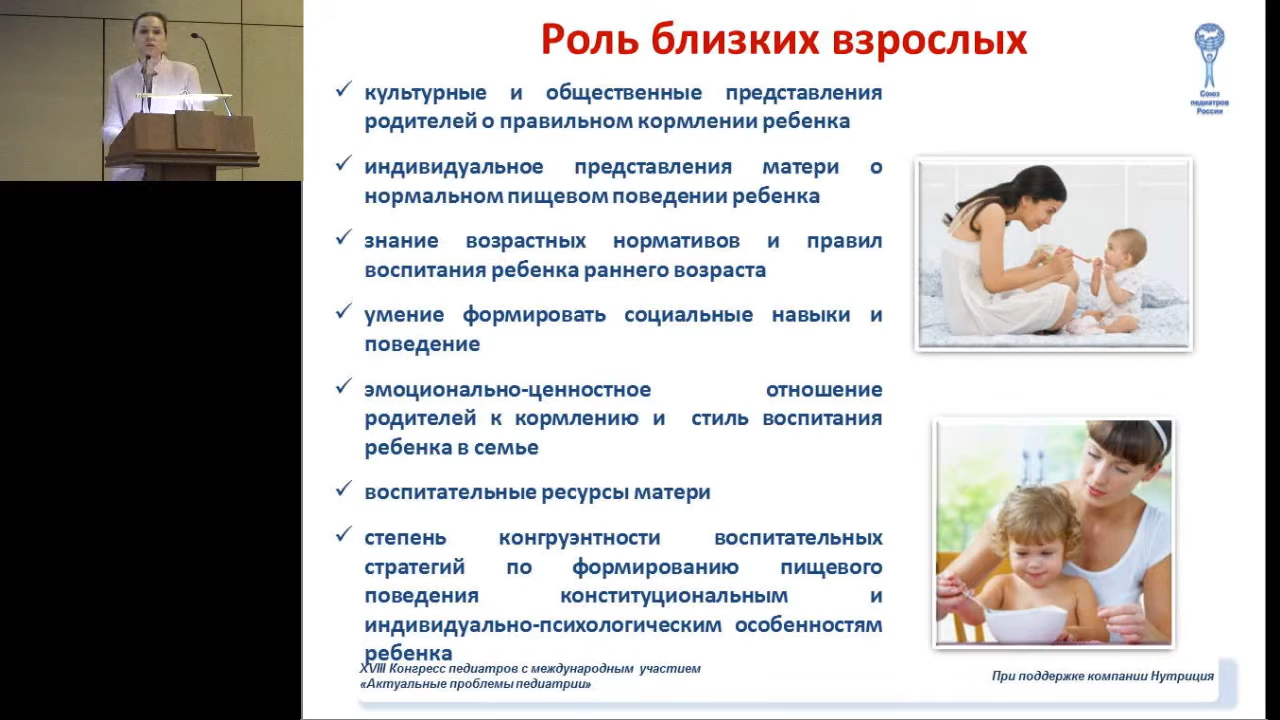 Роль близких взрослых
культурные и общественные представления
родителей о правильном кормлении ребенка
индивидуальное представления матери о
нормальном пищевом поведении ребенка
знание возрастных нормативов и правил
воспитания ребенка раннего возраста
умение формировать социальные навыки и
поведение
эмоционально-ценностное отношение
родителей к кормлению и стиль воспитания
ребенка в семье
воспитательные ресурсы матери
степень конгруэнтности воспитательных
стратегий по формированию пищевого
поведения конституциональным и
индивидуально-психологическим особенностям
ребенка
XVIII Конгресс педиатров с международным участием
«Актуальные проблемы педиатрии»
При поддержке компании Нутриция
Союз
педиатров
России